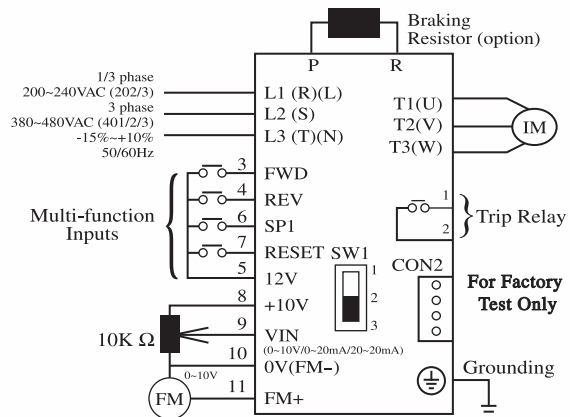 Braking
Resistor (option)
P R
1/3 phase
200~240VAC (202/3)
3 phase
380~480VAC (401/2/3)
-15%~+10%
50/60Hz
L1 (R)(L)
L2 (S)
L3 (T)(N)
T1(U)
T2(V)
T3(W)
IM
Multi-function
Inputs
3 FWD
4 REV
6 SP1
7 RESET
5 12V
SW1
1
2
3
1
2
Trip Relay
CON2
For Factory
Test Only
8 +10V
10K Ω
9 VIN
(0~10V/0~20mA/20~20mA)
10 0V(FM−)
0~10V
FM
11 FM+
Grounding